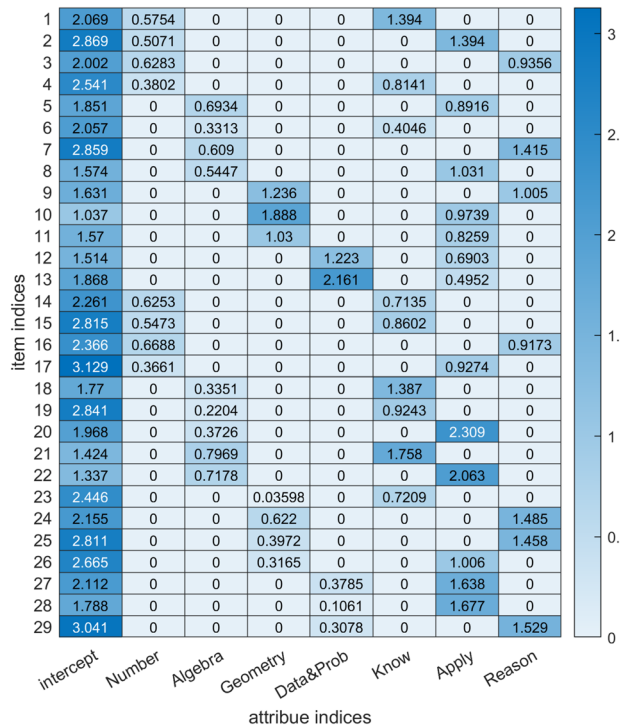 1 2.069 0.5754 0 0 0 1.394 0 0
2 2.869 0.5071 0 0 0 0 1.394 0
3 2.002 0.6283 0 0 0 0 0 0.9356
4 2.541 0.3802 0 0 0 0.8141 0 0
5 1.851 0 0.6934 0 0 0 0.8916 0
6 2.057 0 0.3313 0 0 0.4046 0 0
7 2.859 0 0.609 0 0 0 0 1.415
8 1.574 0 0.5447 0 0 0 1.031 0
9 1.631 0 0 1.236 0 0 0 1.005
10 1.037 0 0 1.888 0 0 0.9739 0
11 1.57 0 0 1.03 0 0 0.8259 0
12 1.514 0 0 0 1.223 0 0.6903 0
13 1.868 0 0 0 2.161 0 0.4952 0
14 2.261 0.6253 0 0 0 0.7135 0 0
15 2.815 0.5473 0 0 0 0.8602 0 0
16 2.366 0.6688 0 0 0 0 0 0.9173
17 3.129 0.3661 0 0 0 0 0.9274 0
18 1.77 0 0.3351 0 0 1.387 0 0
19 2.841 0 0.2204 0 0 0.9243 0 0
20 1.968 0 0.3726 0 0 0 2.309 0
21 1.424 0 0.7969 0 0 1.758 0 0
22 1.337 0 0.7178 0 0 0 2.063 0
23 2.446 0 0 0.03598 0 0.7209 0 0
24 2.155 0 0 0.622 0 0 0 1.485
25 2.811 0 0 0.3972 0 0 0 1.458
26 2.665 0 0 0.3165 0 0 1.006 0
27 2.112 0 0 0 0.3785 0 1.638 0
28 1.788 0 0 0 0.1061 0 1.677 0
29 3.041 0 0 0 0.3078 0 0 1.529
intercept Number Algebra Geometry Data&Prob Know Apply Reason
attribue indices
item indices
3
2.
2
1.
1
0.
0